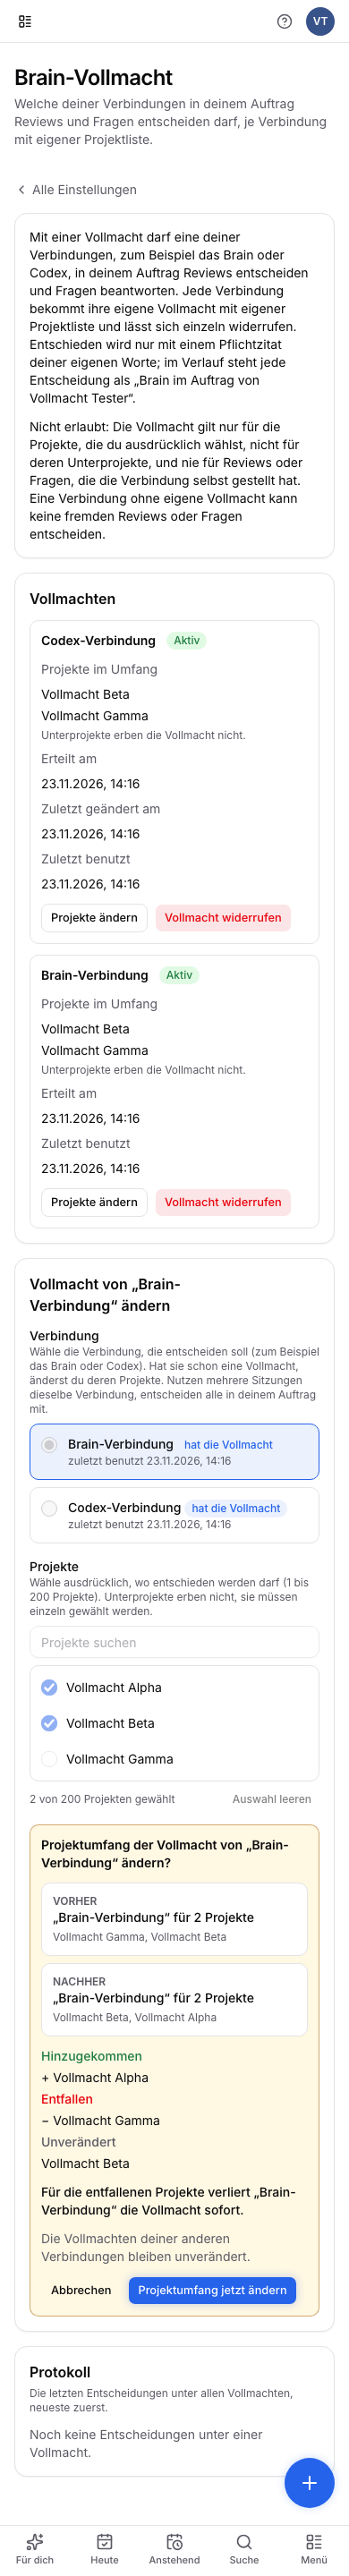 VT
Brain-Vollmacht
Welche deiner Verbindungen in deinem Auftrag
Reviews und Fragen entscheiden darf, je Verbindung
mit eigener Projektliste.
Alle Einstellungen
Mit einer Vollmacht darf eine deiner
Verbindungen, zum Beispiel das Brain oder
Codex, in deinem Auftrag Reviews entscheiden
und Fragen beantworten. Jede Verbindung
bekommt ihre eigene Vollmacht mit eigener
Projektliste und lässt sich einzeln widerrufen.
Entschieden wird nur mit einem Pflichtzitat
deiner eigenen Worte; im Verlauf steht jede
Entscheidung als „Brain im Auftrag von
Vollmacht Tester“.
Nicht erlaubt: Die Vollmacht gilt nur für die
Projekte, die du ausdrücklich wählst, nicht für
deren Unterprojekte, und nie für Reviews oder
Fragen, die die Verbindung selbst gestellt hat.
Eine Verbindung ohne eigene Vollmacht kann
keine fremden Reviews oder Fragen
entscheiden.
Vollmachten
Codex-Verbindung Aktiv
Projekte im Umfang
Vollmacht Beta
Vollmacht Gamma
Unterprojekte erben die Vollmacht nicht.
Erteilt am
23.11.2026, 14:16
Zuletzt geändert am
23.11.2026, 14:16
Zuletzt benutzt
23.11.2026, 14:16
Projekte ändern Vollmacht widerrufen
Brain-Verbindung Aktiv
Projekte im Umfang
Vollmacht Beta
Vollmacht Gamma
Unterprojekte erben die Vollmacht nicht.
Erteilt am
23.11.2026, 14:16
Zuletzt benutzt
23.11.2026, 14:16
Projekte ändern Vollmacht widerrufen
Vollmacht von „Brain-
Verbindung“ ändern
Verbindung
Wähle die Verbindung, die entscheiden soll (zum Beispiel
das Brain oder Codex). Hat sie schon eine Vollmacht,
änderst du deren Projekte. Nutzen mehrere Sitzungen
dieselbe Verbindung, entscheiden alle in deinem Auftrag
mit.
Brain-Verbindung hat die Vollmacht
zuletzt benutzt 23.11.2026, 14:16
Codex-Verbindung hat die Vollmacht
zuletzt benutzt 23.11.2026, 14:16
Projekte
Wähle ausdrücklich, wo entschieden werden darf (1 bis
200 Projekte). Unterprojekte erben nicht, sie müssen
einzeln gewählt werden.
Projekte suchen
Vollmacht Alpha
Vollmacht Beta
Vollmacht Gamma
2 von 200 Projekten gewählt Auswahl leeren
Projektumfang der Vollmacht von „Brain-
Verbindung“ ändern?
VORHER
„Brain-Verbindung“ für 2 Projekte
Vollmacht Gamma, Vollmacht Beta
NACHHER
„Brain-Verbindung“ für 2 Projekte
Vollmacht Beta, Vollmacht Alpha
Hinzugekommen
+ Vollmacht Alpha
Entfallen
− Vollmacht Gamma
Unverändert
Vollmacht Beta
Für die entfallenen Projekte verliert „Brain-
Verbindung“ die Vollmacht sofort.
Die Vollmachten deiner anderen
Verbindungen bleiben unverändert.
Abbrechen Projektumfang jetzt ändern
Protokoll
Die letzten Entscheidungen unter allen Vollmachten,
neueste zuerst.
Noch keine Entscheidungen unter einer
Vollmacht.
Für dich Heute Anstehend Suche Menü